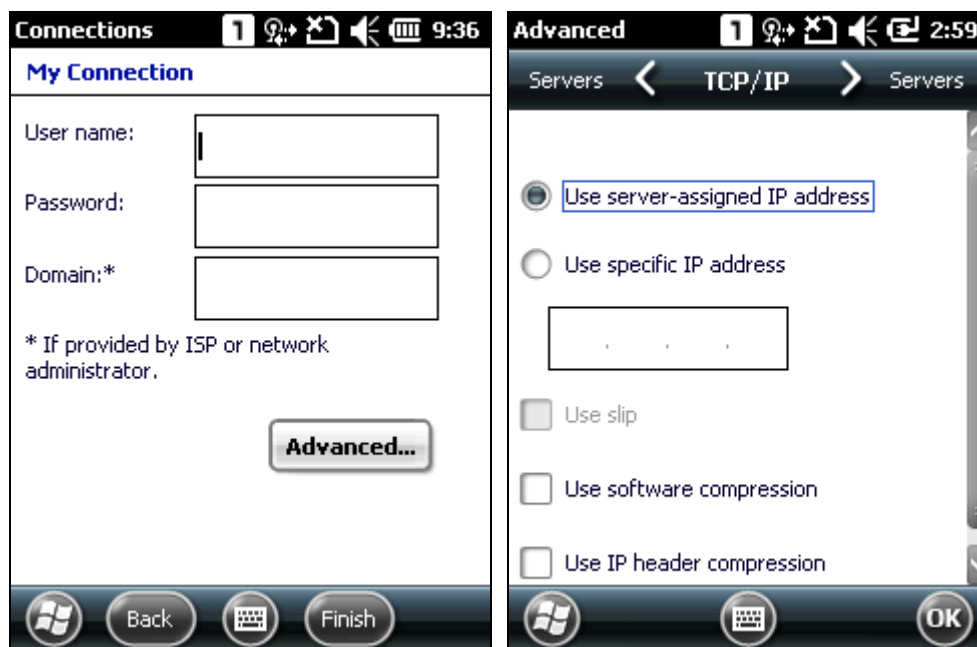 Connections 1 9:36
My Connection
User name:
Password:
Domain:*
* If provided by ISP or network
administrator.
Advanced...
Back Finish
Advanced 1 2:59
Servers TCP/IP Servers
Use server-assigned IP address
Use specific IP address
. . .
Use slip
Use software compression
Use IP header compression
OK